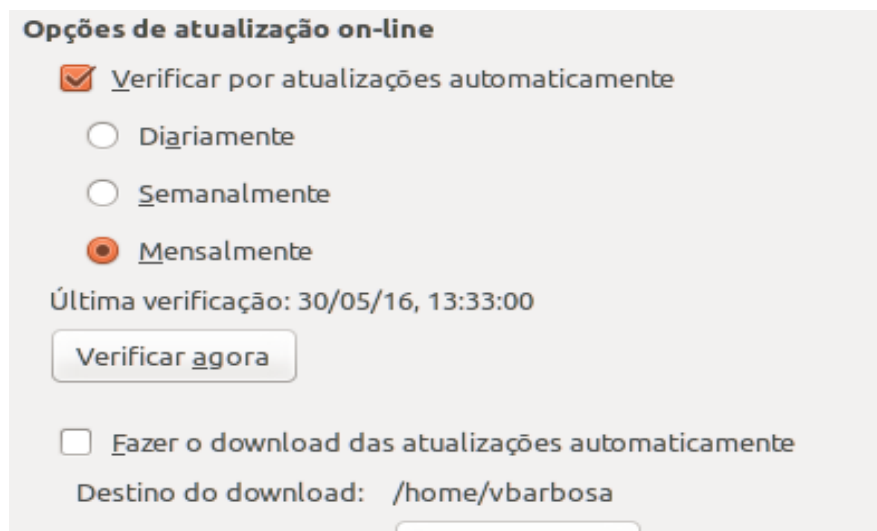 Opções de atualização on-line
Verificar por atualizações automaticamente
Diariamente
Semanalmente
Mensalmente
Última verificação: 30/05/16, 13:33:00
Verificar agora
Fazer o download das atualizações automaticamente
Destino do download: /home/vbarbosa